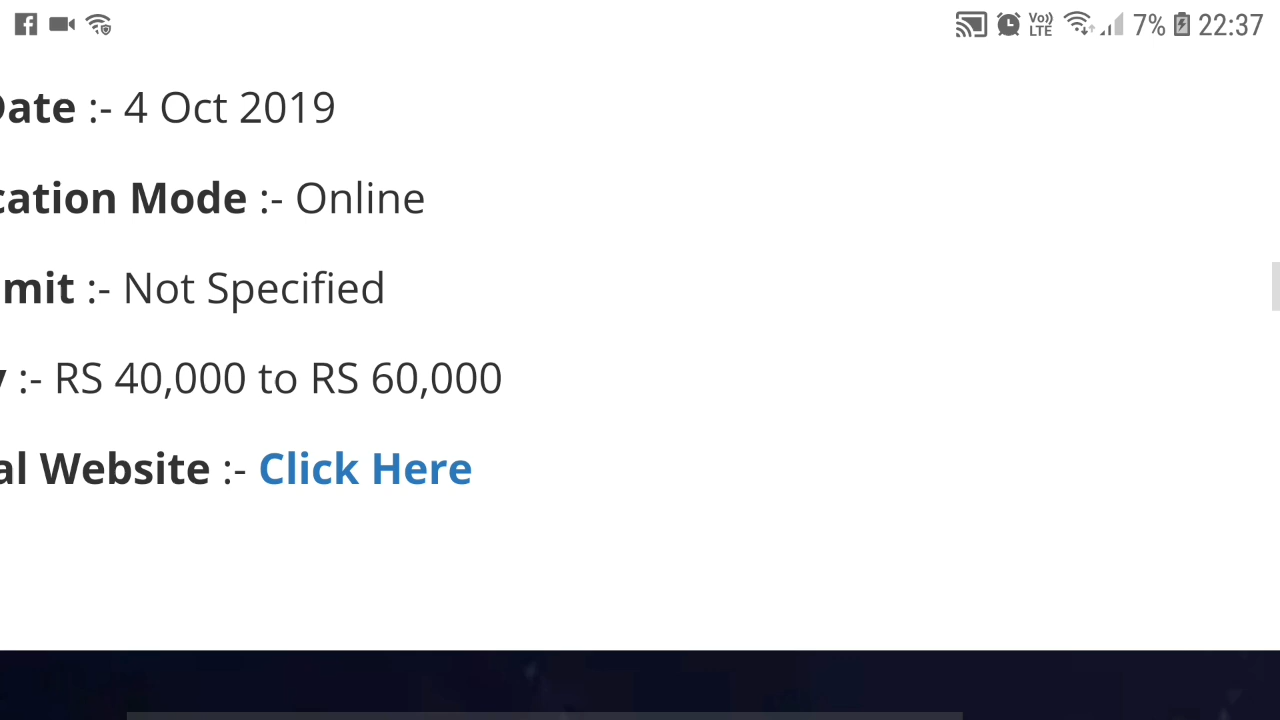 7% 22:37
Date :- 4 Oct 2019
cation Mode :- Online
mit :- Not Specified
y :- RS 40,000 to RS 60,000
al Website :- Click Here